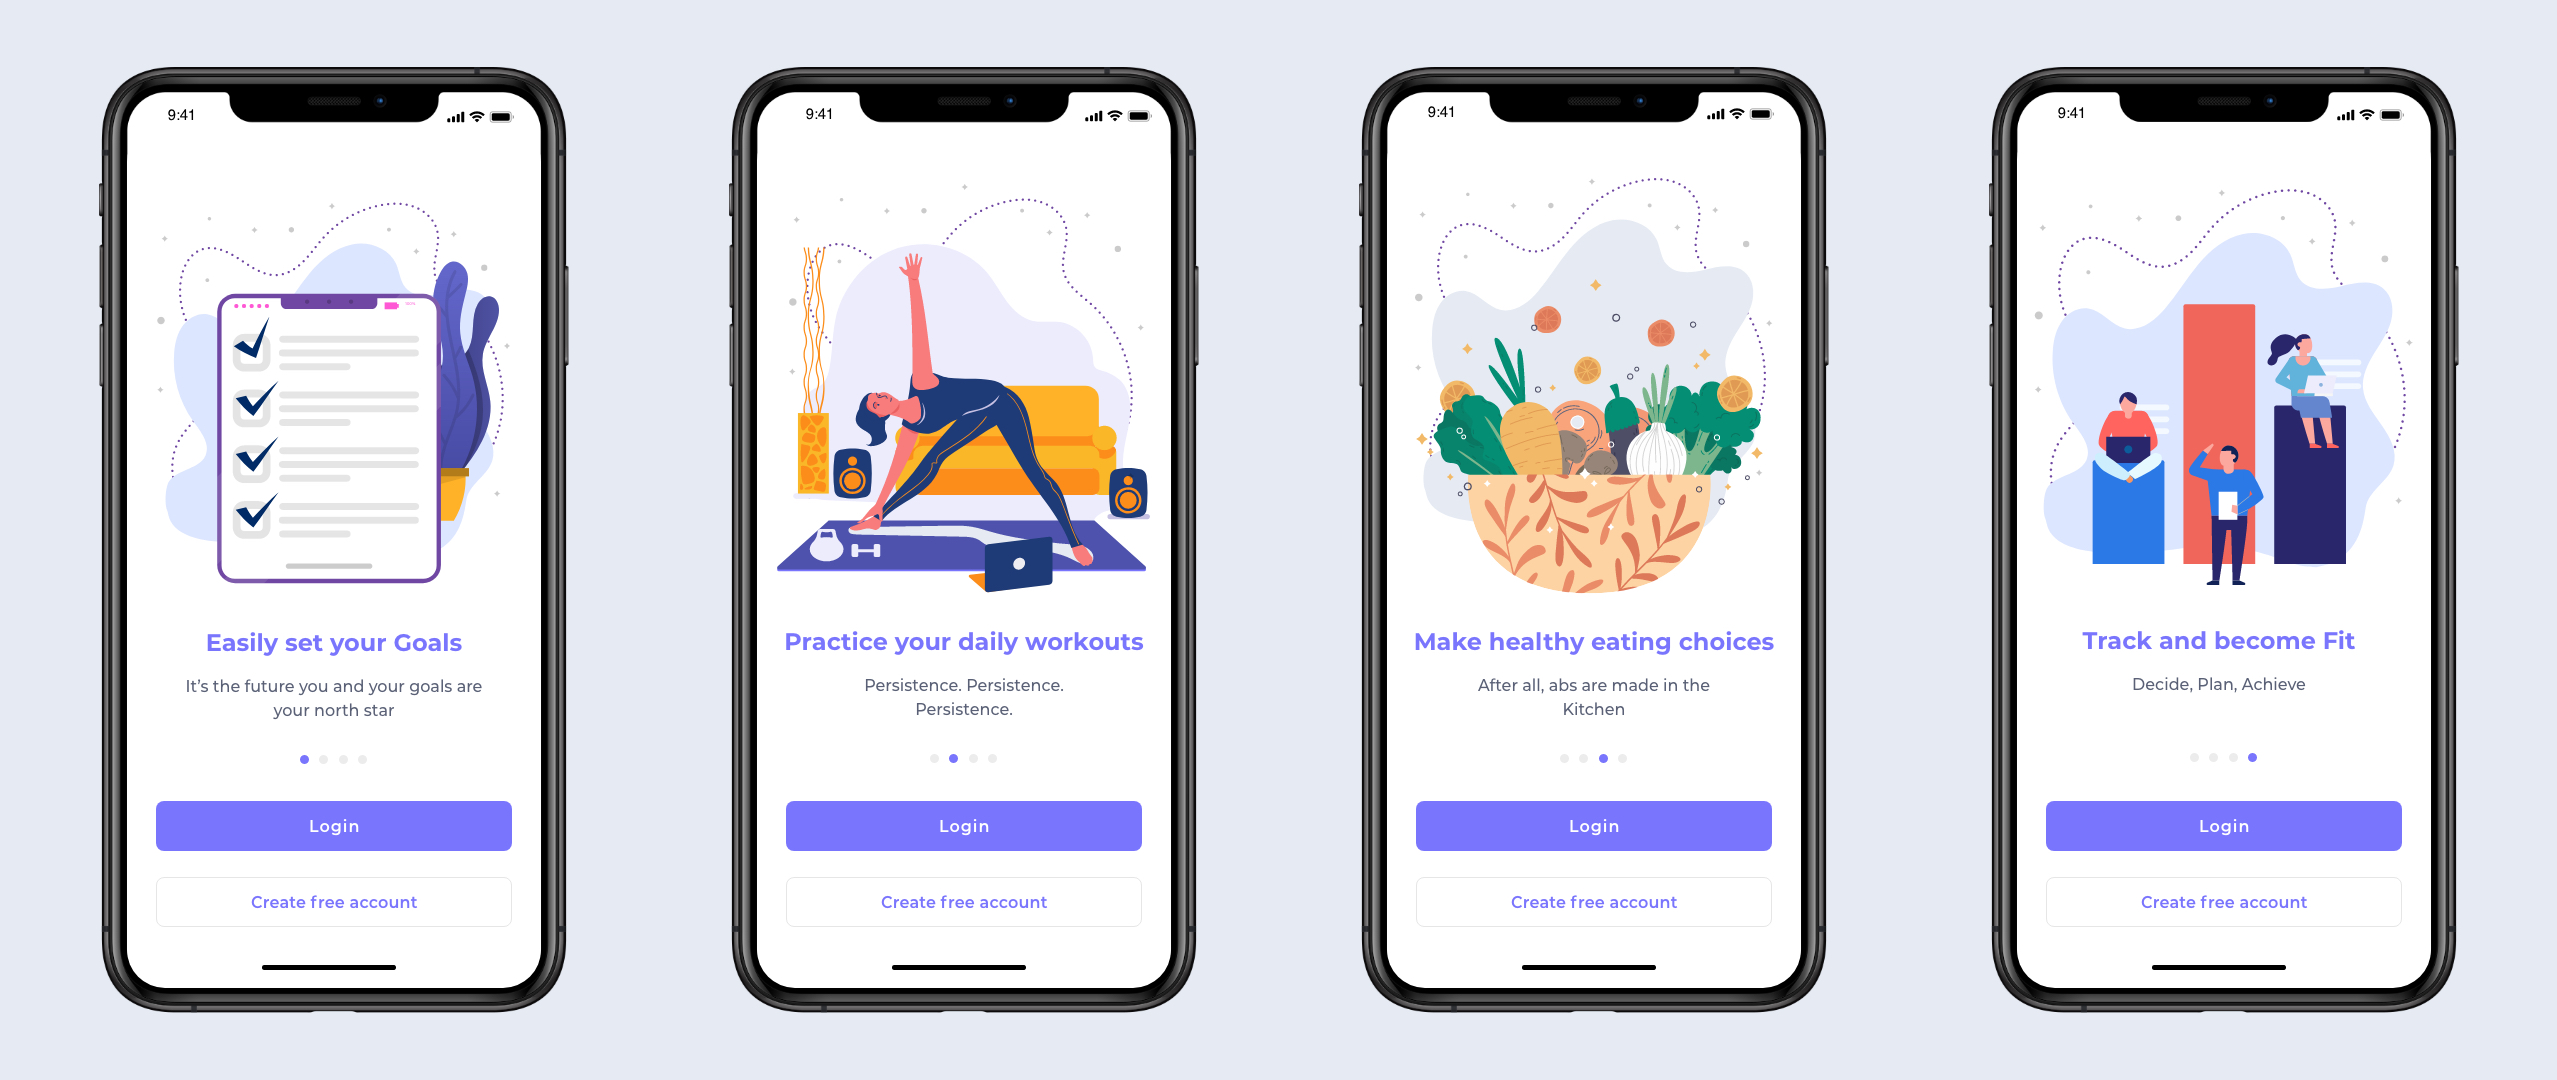 9:41
Easily set your Goals
It’s the future you and your goals are
your north star
Login
Create free account
9:41
Practice your daily workouts
Persistence. Persistence.
Persistence.
Login
Create free account
9:41
Make healthy eating choices
After all, abs are made in the
Kitchen
Login
Create free account
9:41
Track and become Fit
Decide, Plan, Achieve
Login
Create free account